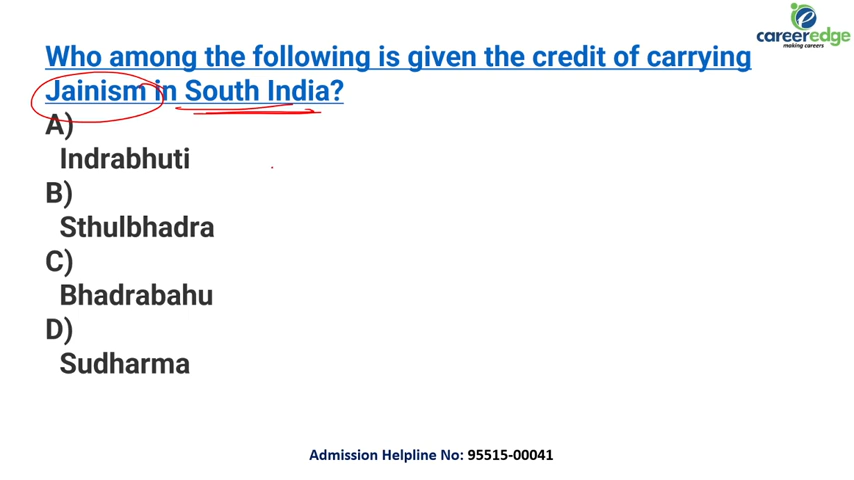 careeredge
making careers
Who among the following is given the credit of carrying
Jainism in South India?
A)
Indrabhuti
B)
Sthulbhadra
C)
Bhadrabahu
D)
Sudharma
Admission Helpline No: 95515-00041